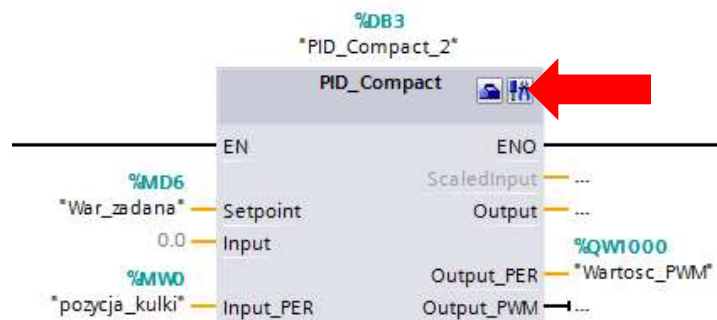 %DB3
"PID_Compact_2"
PID_Compact
EN ENO
%MD6 ScaledInput ...
"War_zadana" Setpoint Output ...
0.0 Input %QW1000
%MW0 Output_PER "Wartosc_PWM"
"pozycja_kulki" Input_PER Output_PWM ...